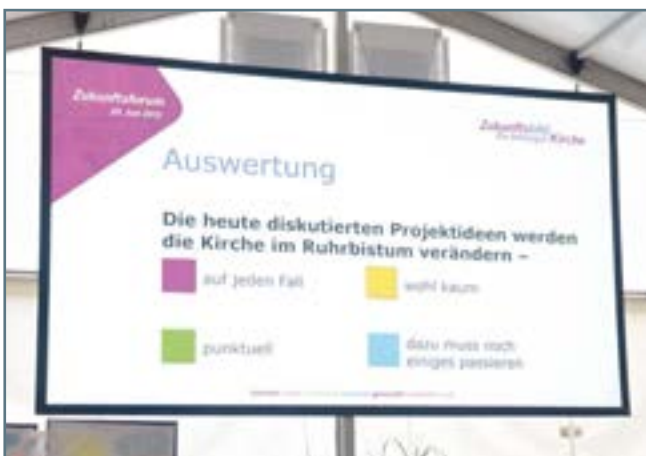 Zukunftsforum
Auswertung
Die heute diskutierten Projektideen werden
die Kirche im Ruhrbistum verändern –
auf jeden Fall
wohl kaum
punktuell
dazu muss noch
einiges passieren
Kirche